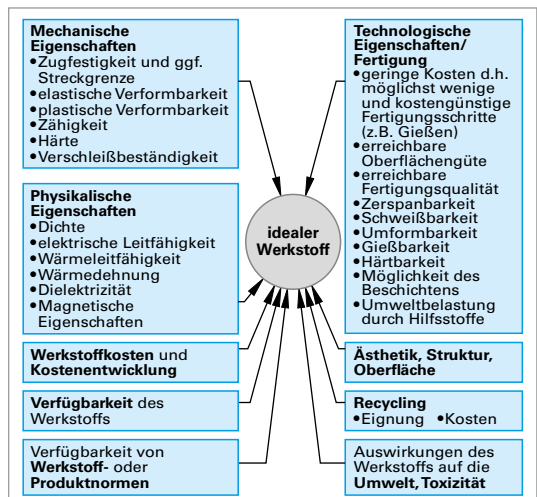 Mechanische
Eigenschaften
•Zugfestigkeit und ggf.
Streckgrenze
•elastische Verformbarkeit
•plastische Verformbarkeit
•Zähigkeit
•Härte
•Verschleißbeständigkeit
Physikalische
Eigenschaften
•Dichte
•elektrische Leitfähigkeit
•Wärmeleitfähigkeit
•Wärmedehnung
•Dielektrizität
•Magnetische
Eigenschaften
Werkstoffkosten und
Kostenentwicklung
Verfügbarkeit des
Werkstoffs
Verfügbarkeit von
Werkstoff- oder
Produktnormen
idealer
Werkstoff
Technologische
Eigenschaften/
Fertigung
•geringe Kosten d.h.
möglichst wenige
und kostengünstige
Fertigungsschritte
(z.B. Gießen)
•erreichbare
Oberflächengüte
•erreichbare
Fertigungsqualität
•Zerspanbarkeit
•Schweißbarkeit
•Umformbarkeit
•Gießbarkeit
•Härtbarkeit
•Möglichkeit des
Beschichtens
•Umweltbelastung
durch Hilfsstoffe
Ästhetik, Struktur,
Oberfläche
Recycling
•Eignung •Kosten
Auswirkungen des
Werkstoffs auf die
Umwelt, Toxizität